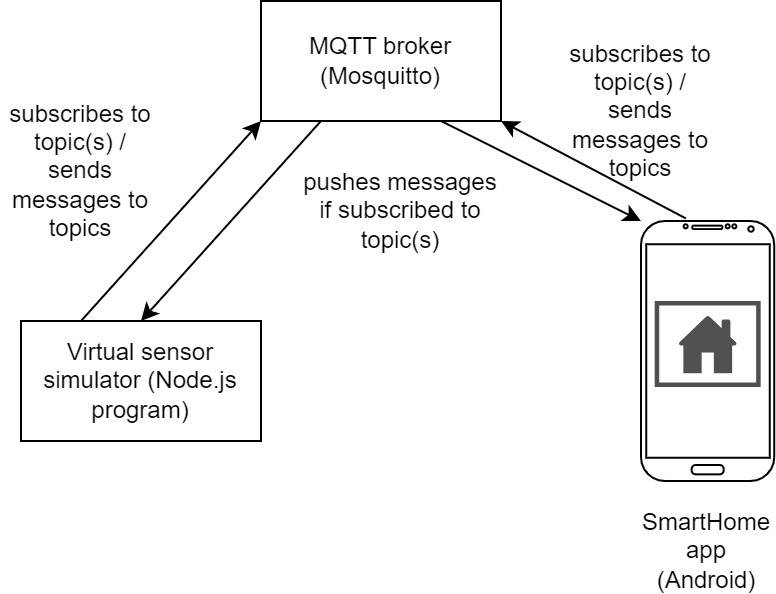 MQTT broker
(Mosquitto)
subscribes to
topic(s) /
sends
messages to
topics
subscribes to
topic(s) /
sends
messages to
topics
pushes messages
if subscribed to
topic(s)
Virtual sensor
simulator (Node.js
program)
SmartHome
app
(Android)